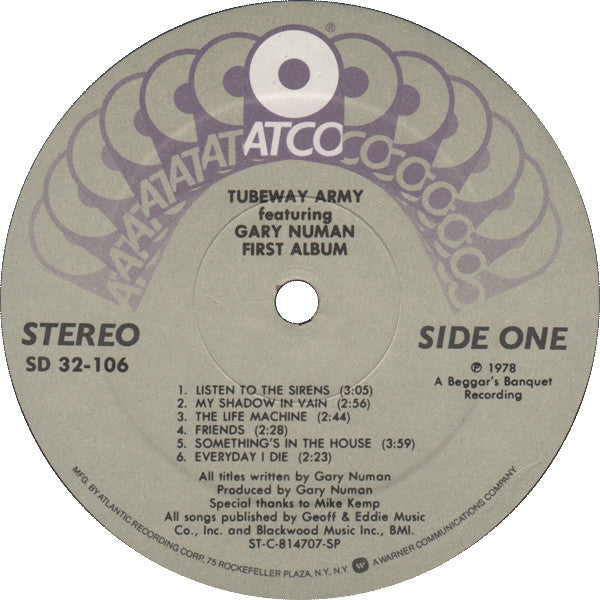 ATCO®
TUBEWAY ARMY
featuring
GARY NUMAN
FIRST ALBUM
STEREO
SD 32-106
SIDE ONE
℗ 1978
A Beggar's Banquet
Recording
1. LISTEN TO THE SIRENS (3:05)
2. MY SHADOW IN VAIN (2:56)
3. THE LIFE MACHINE (2:44)
4. FRIENDS (2:28)
5. SOMETHING'S IN THE HOUSE (3:59)
6. EVERYDAY I DIE (2:23)
All titles written by Gary Numan
Produced by Gary Numan
Special thanks to Mike Kemp
All songs published by Geoff & Eddie Music
Co., Inc. and Blackwood Music Inc., BMI.
ST-C-814707-SP
MFG. BY ATLANTIC RECORDING CORP. 75 ROCKEFELLER PLAZA, N.Y. N.Y. A WARNER COMMUNICATIONS COMPANY.